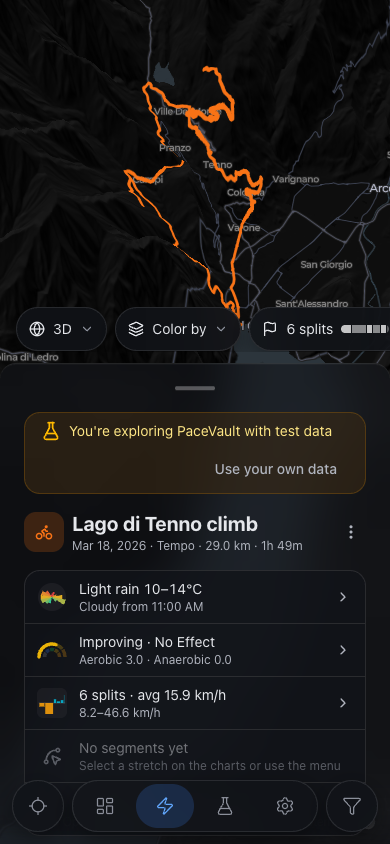 Ville Del Mon
Pranzo
Tenno
Varignano
Arco
Varone
San Giorgio
Sant'Alessandro
3D
Color by
6 splits
lina di Ledro
You're exploring PaceVault with test data
Use your own data
Lago di Tenno climb
Mar 18, 2026 · Tempo · 29.0 km · 1h 49m
Light rain 10–14°C
Cloudy from 11:00 AM
Improving · No Effect
Aerobic 3.0 · Anaerobic 0.0
6 splits · avg 15.9 km/h
8.2–46.6 km/h
No segments yet
Select a stretch on the charts or use the menu